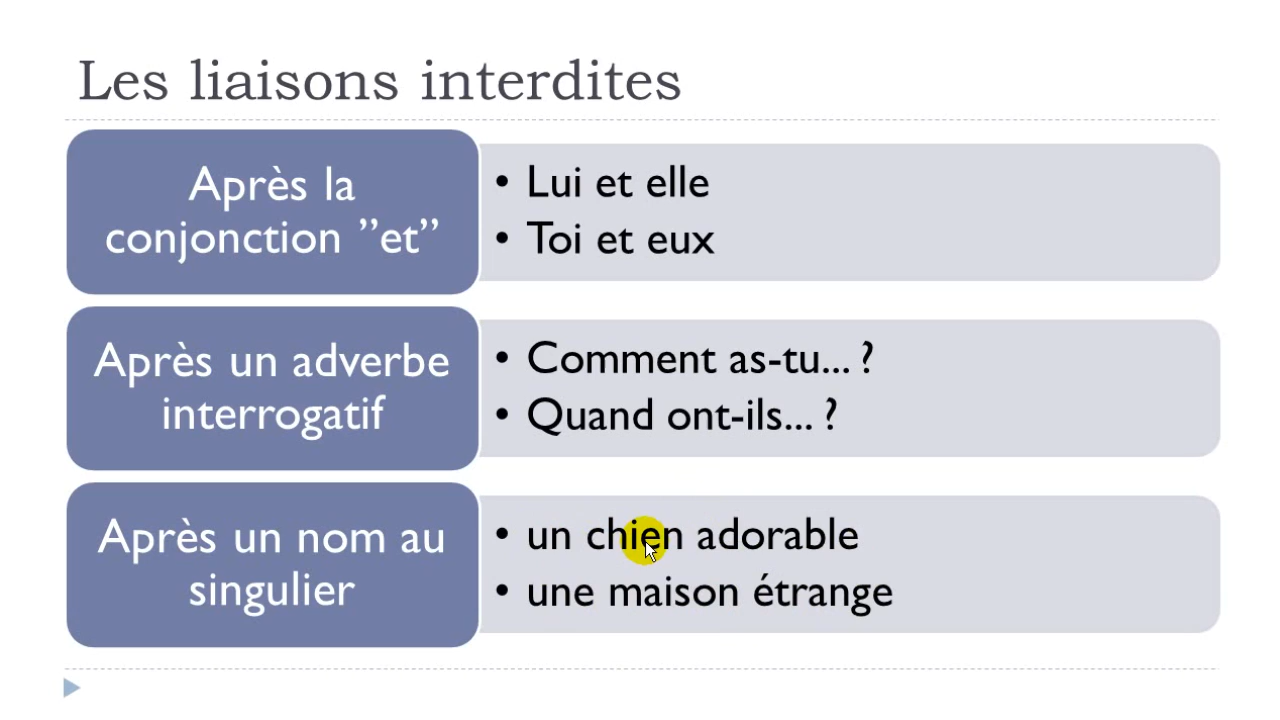 Les liaisons interdites
Après la
conjonction ”et”
• Lui et elle
• Toi et eux
Après un adverbe
interrogatif
• Comment as-tu... ?
• Quand ont-ils... ?
Après un nom au
singulier
• un chien adorable
• une maison étrange